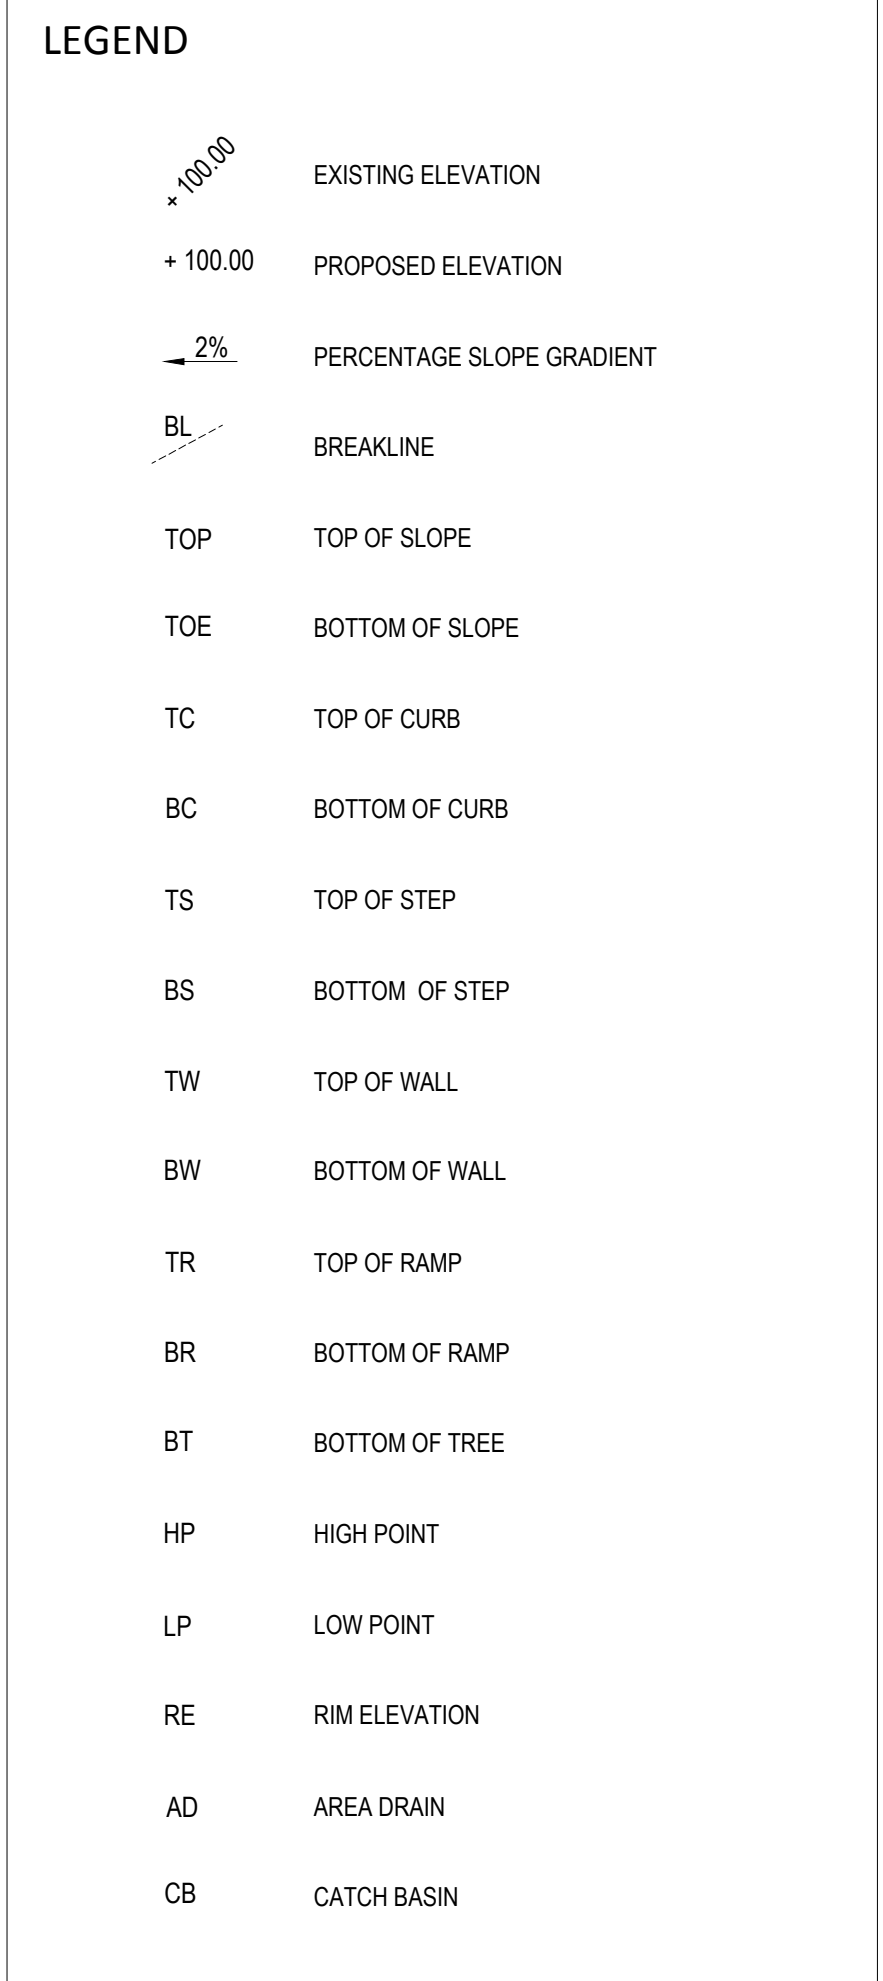 LEGEND
+ 100.00 EXISTING ELEVATION
+ 100.00 PROPOSED ELEVATION
2% PERCENTAGE SLOPE GRADIENT
BL BREAKLINE
TOP TOP OF SLOPE
TOE BOTTOM OF SLOPE
TC TOP OF CURB
BC BOTTOM OF CURB
TS TOP OF STEP
BS BOTTOM OF STEP
TW TOP OF WALL
BW BOTTOM OF WALL
TR TOP OF RAMP
BR BOTTOM OF RAMP
BT BOTTOM OF TREE
HP HIGH POINT
LP LOW POINT
RE RIM ELEVATION
AD AREA DRAIN
CB CATCH BASIN